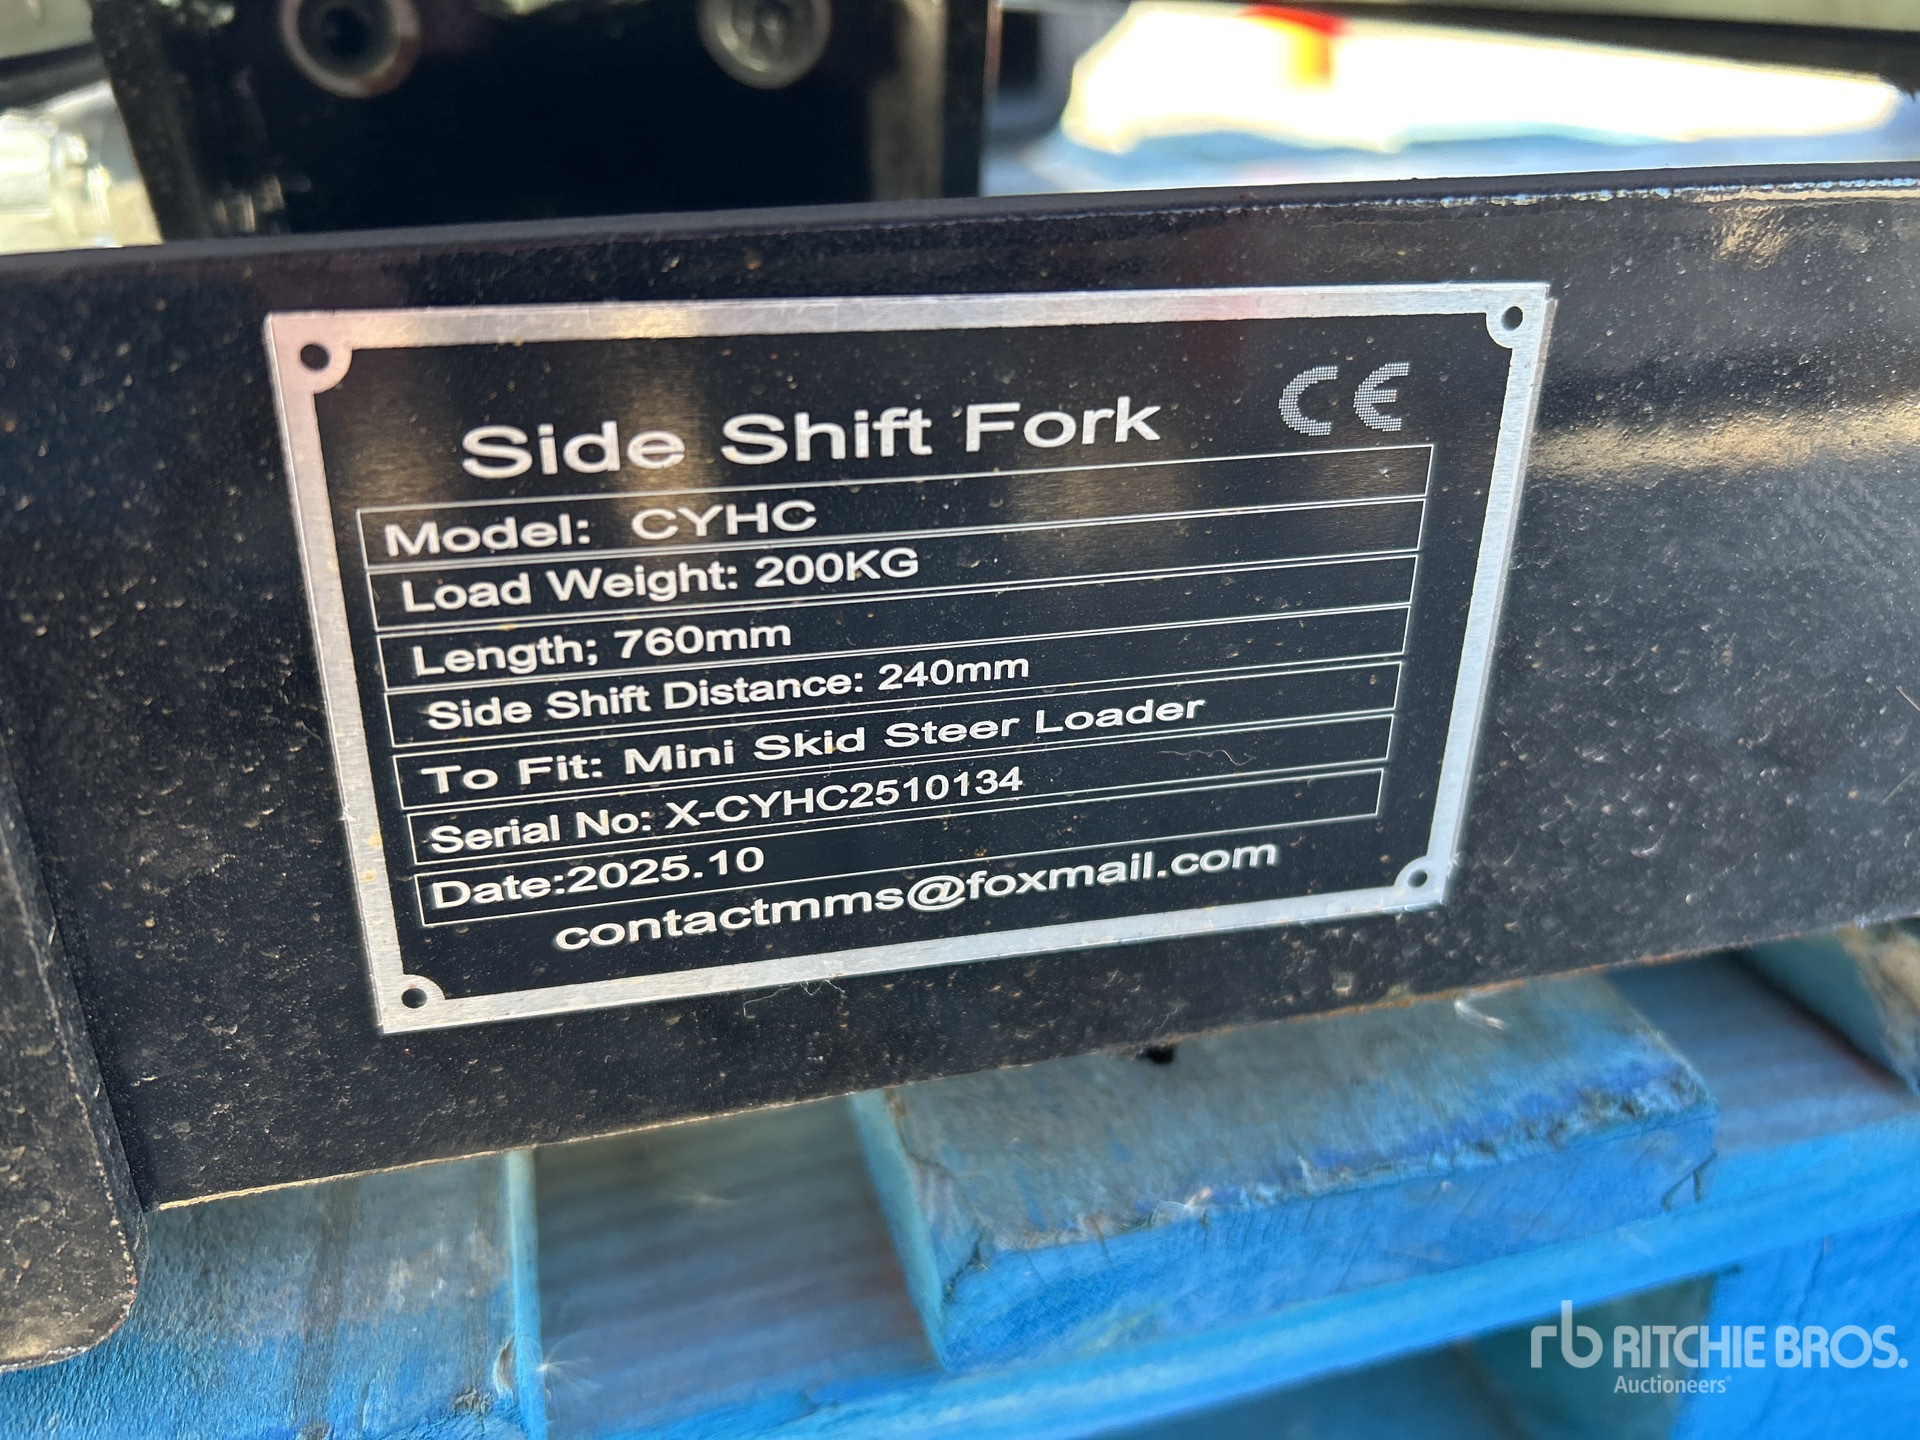 CE
Side Shift Fork
Model: CYHC
Load Weight: 200KG
Length; 760mm
Side Shift Distance: 240mm
To Fit: Mini Skid Steer Loader
Serial No: X-CYHC2510134
Date:2025.10
contactmms@foxmail.com
rb RITCHIE BROS.
Auctioneers